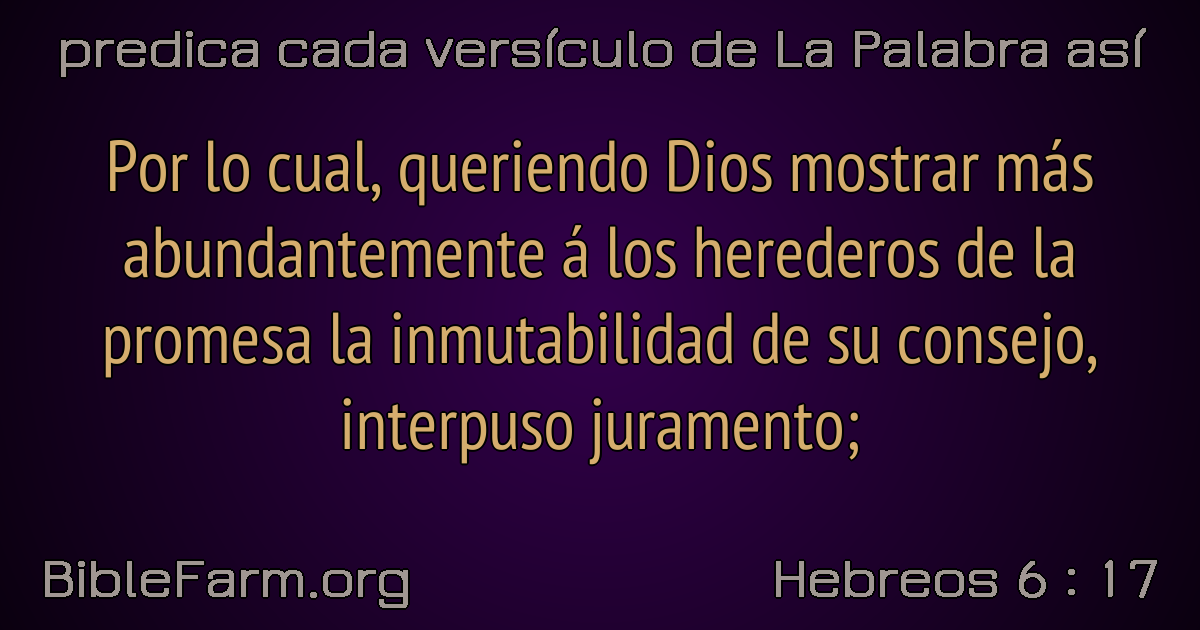 predica cada versículo de La Palabra así
Por lo cual, queriendo Dios mostrar más
abundantemente á los herederos de la
promesa la inmutabilidad de su consejo,
interpuso juramento;
BibleFarm.org
Hebreos 6 : 17